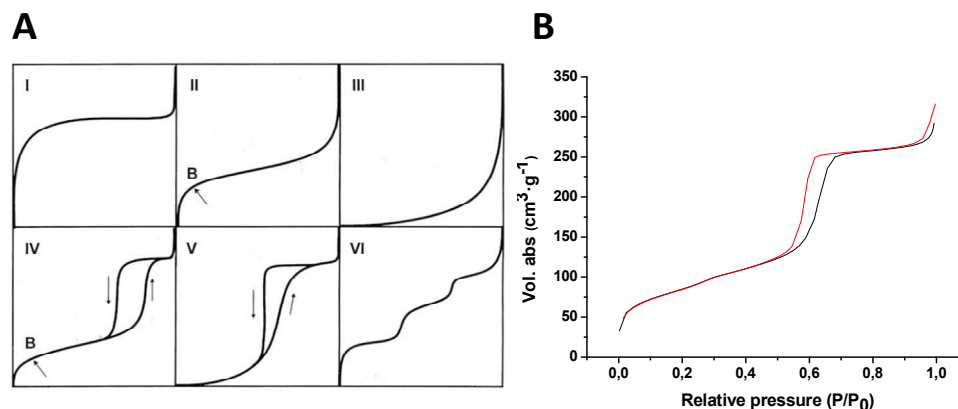 A
B
I
II
III
B
IV
V
VI
B
350
300
250
200
150
100
50
0
Vol. abs (cm³·g⁻¹)
0,0 0,2 0,4 0,6 0,8 1,0
Relative pressure (P/P₀)